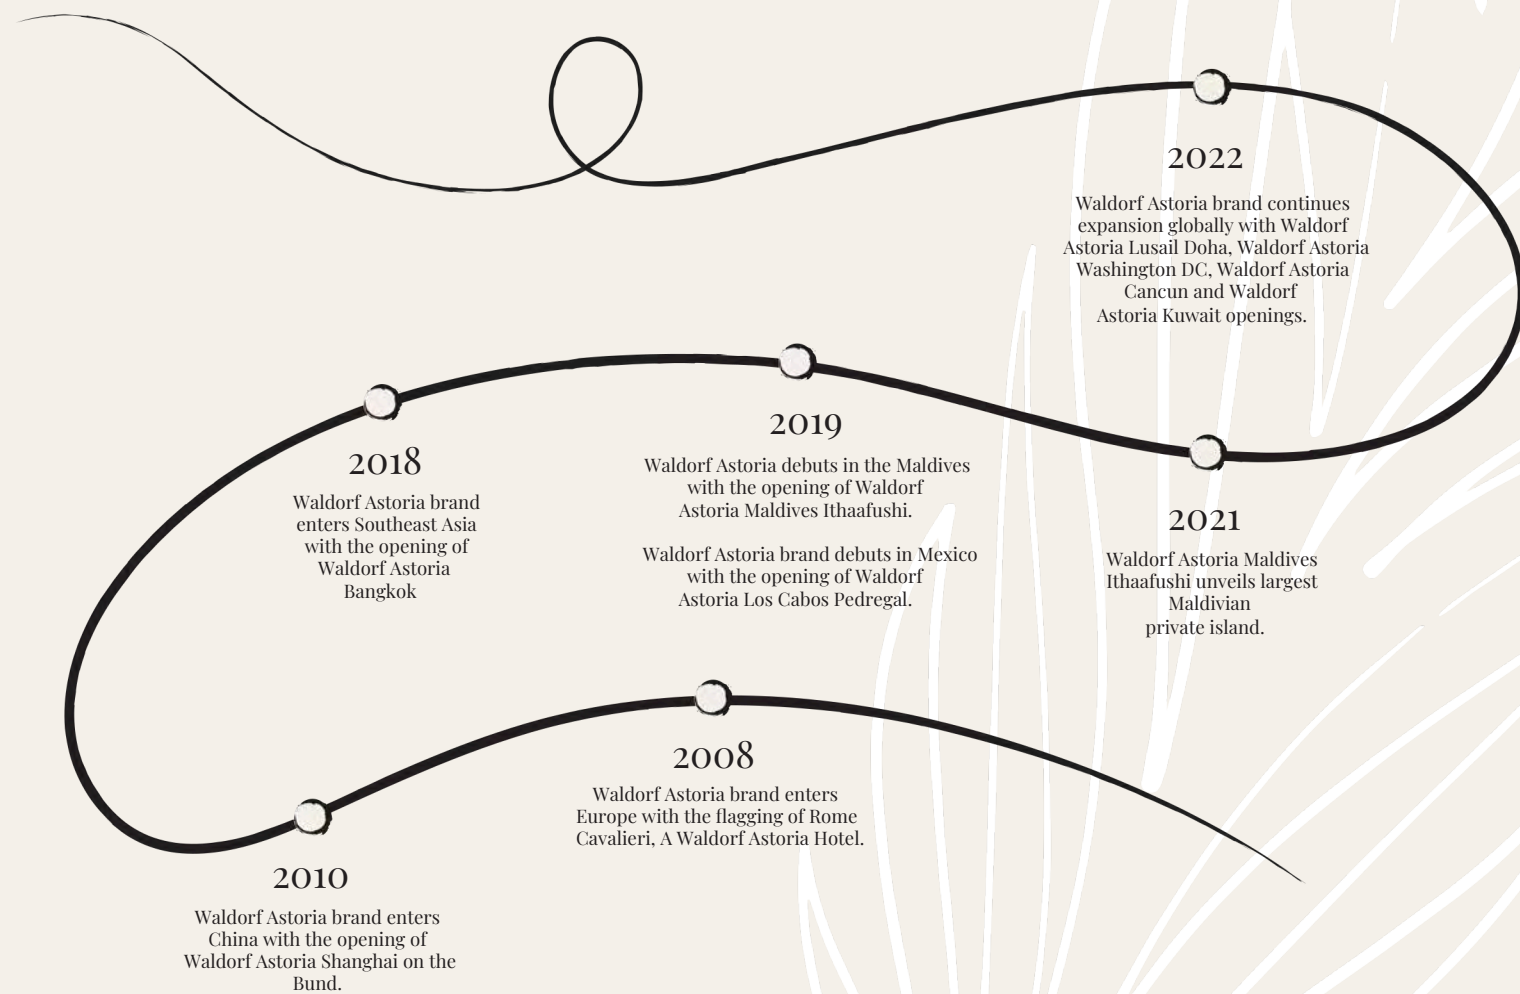 2022
Waldorf Astoria brand continues
expansion globally with Waldorf
Astoria Lusail Doha, Waldorf Astoria
Washington DC, Waldorf Astoria
Cancun and Waldorf
Astoria Kuwait openings.
2018
Waldorf Astoria brand
enters Southeast Asia
with the opening of
Waldorf Astoria
Bangkok
2019
Waldorf Astoria debuts in the Maldives
with the opening of Waldorf
Astoria Maldives Ithaafushi.
Waldorf Astoria brand debuts in Mexico
with the opening of Waldorf
Astoria Los Cabos Pedregal.
2021
Waldorf Astoria Maldives
Ithaafushi unveils largest
Maldivian
private island.
2008
Waldorf Astoria brand enters
Europe with the flagging of Rome
Cavalieri, A Waldorf Astoria Hotel.
2010
Waldorf Astoria brand enters
China with the opening of
Waldorf Astoria Shanghai on the
Bund.